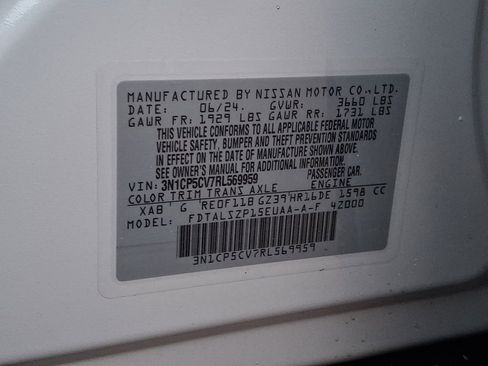 MANUFACTURED BY NISSAN MOTOR CO.,LTD.
DATE: 06/24. GVWR: 3660 LBS
GAWR FR: 1929 LBS GAWR RR: 1731 LBS
THIS VEHICLE CONFORMS TO ALL APPLICABLE FEDERAL MOTOR
VEHICLE SAFETY, BUMPER AND THEFT PREVENTION STANDARDS
IN EFFECT ON THE DATE OF MANUFACTURE SHOWN ABOVE.
SEE OWNER'S MANUAL FOR ADDITIONAL INFORMATION.
VIN: 3N1CP5CV7RL569959 PASSENGER CAR.
COLOR TRIM TRANS AXLE ENGINE
XAB G RE0F11B GZ39 HR16DE 1598 CC
MODEL: FDTALSZP15EUAA-A-F 42000
3N1CP5CV7RL569959